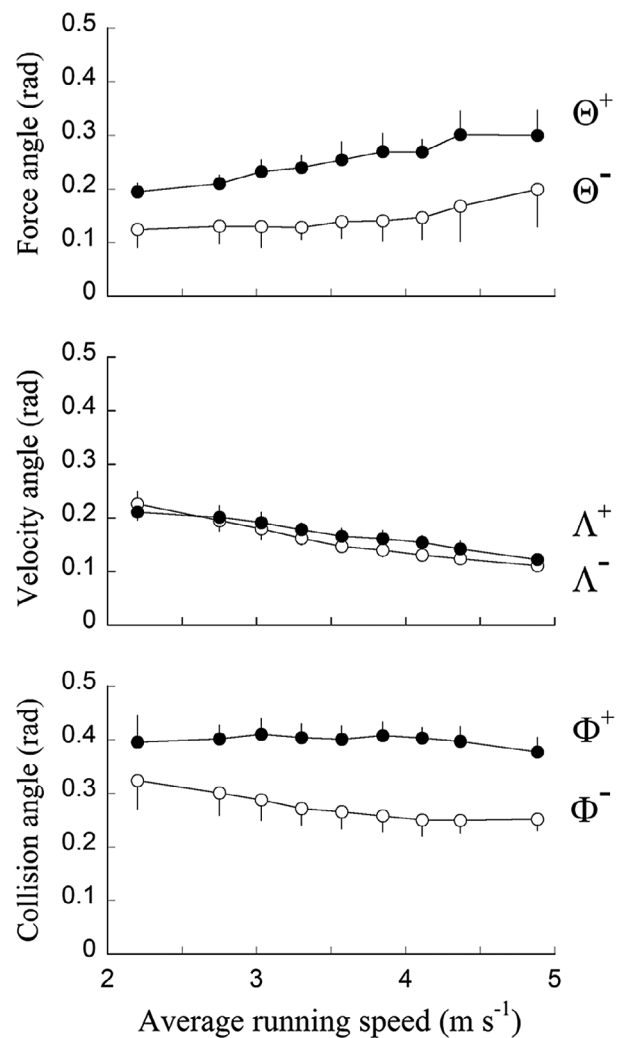 Force angle (rad)
0.5
0.4
0.3
0.2
0.1
0
Θ+
Θ-
Velocity angle (rad)
0.5
0.4
0.3
0.2
0.1
0
Λ+
Λ-
Collision angle (rad)
0.5
0.4
0.3
0.2
0.1
0
Φ+
Φ-
2 3 4 5
Average running speed (m s-1)